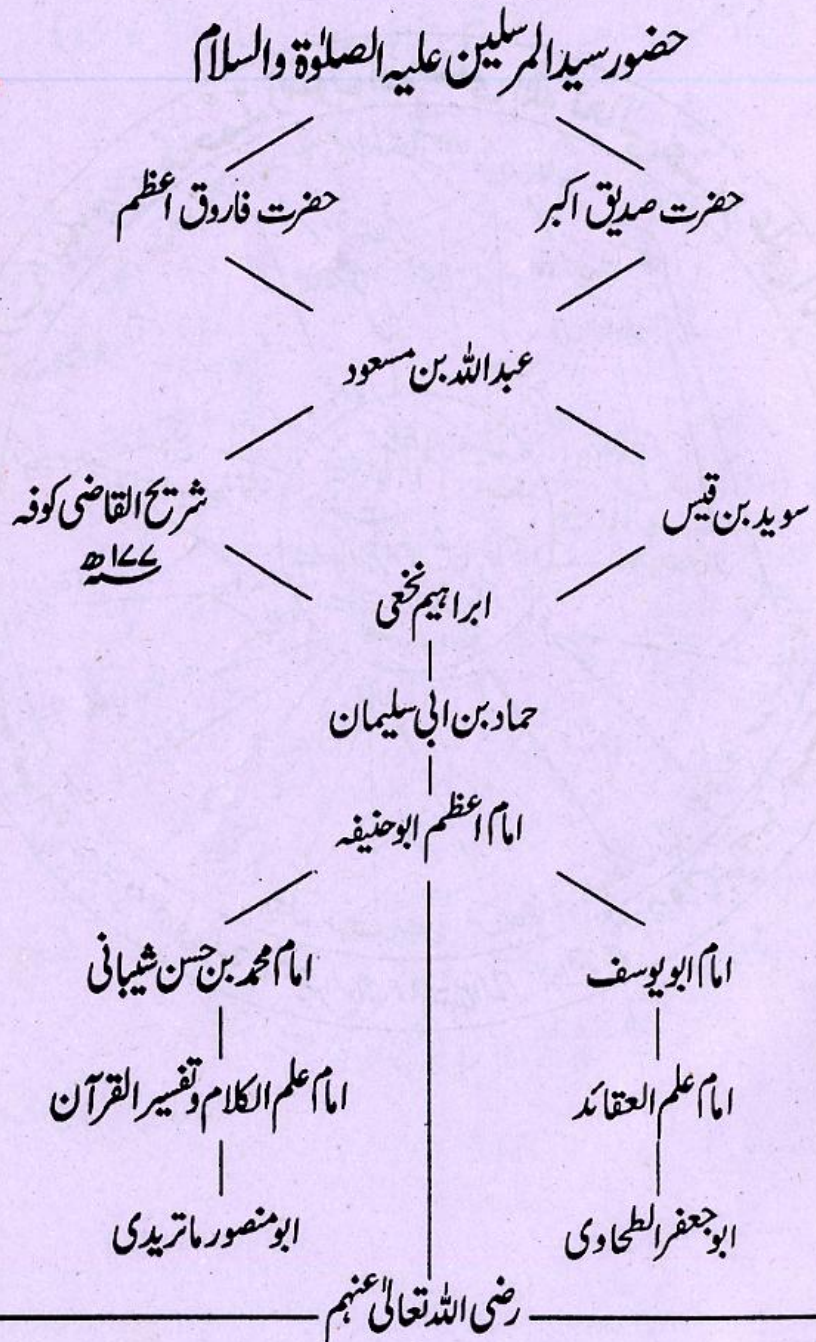 حضور سید المرسلین علیہ الصلوٰۃ والسلام
حضرت صدیق اکبر
حضرت فاروق اعظم
عبداللہ بن مسعود
سوید بن قیس
شریح القاضی کوفہ
۱۷۷ھ
ابراہیم نخعی
حماد بن ابی سلیمان
امام اعظم ابوحنیفہ
امام ابویوسف
امام محمد بن حسن شیبانی
امام علم العقائد
امام علم الکلام وتفسیر القرآن
ابوجعفر الطحاوی
ابومنصور ماتریدی
رضی اللہ تعالیٰ عنہم